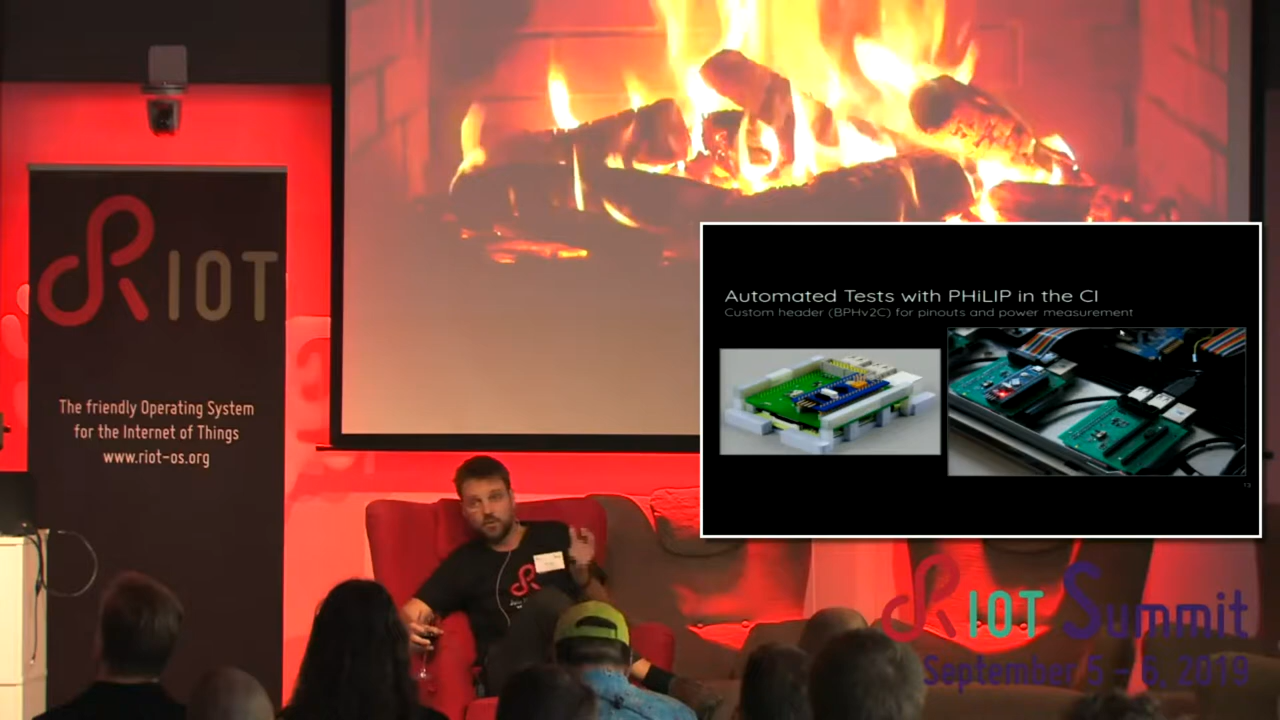 RIOT
The friendly Operating System
for the Internet of Things
www.riot-os.org
Automated Tests with PHiLIP in the CI
Custom header (BPHv2C) for pinouts and power measurement
13
RIOT Summit
September 5 - 6, 2019